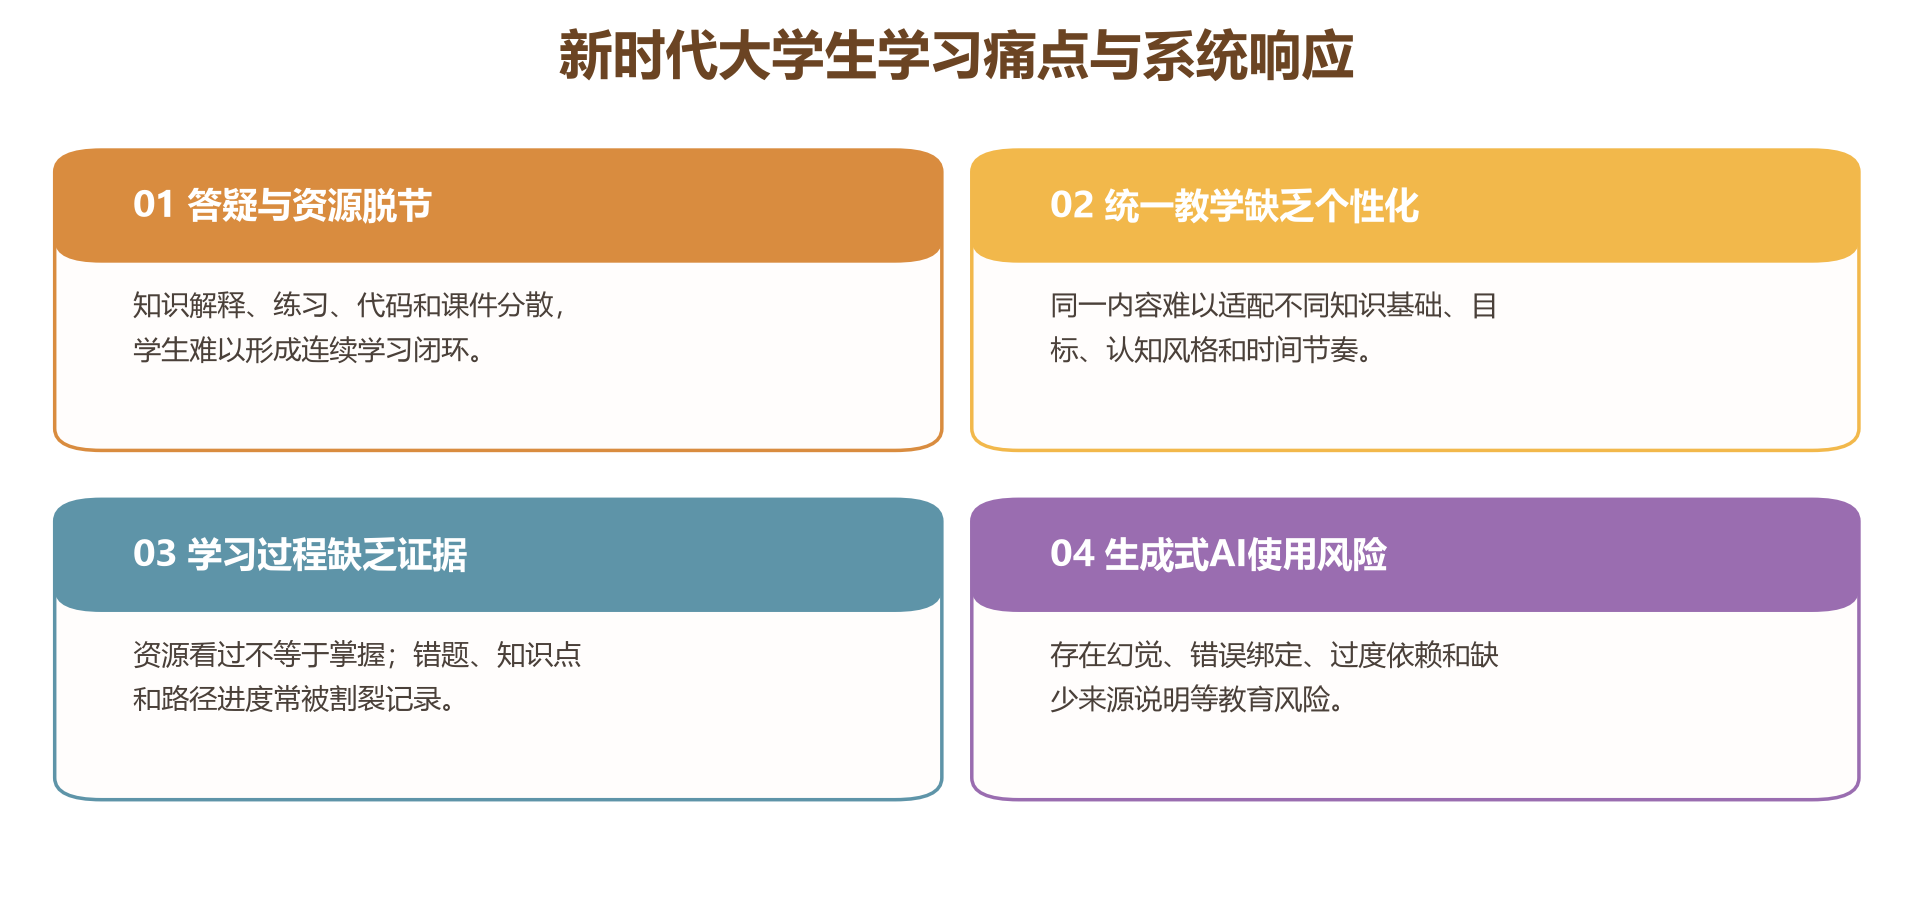 新时代大学生学习痛点与系统响应
01 答疑与资源脱节
知识解释、练习、代码和课件分散，
学生难以形成连续学习闭环。
02 统一教学缺乏个性化
同一内容难以适配不同知识基础、目
标、认知风格和时间节奏。
03 学习过程缺乏证据
资源看过不等于掌握；错题、知识点
和路径进度常被割裂记录。
04 生成式AI使用风险
存在幻觉、错误绑定、过度依赖和缺
少来源说明等教育风险。